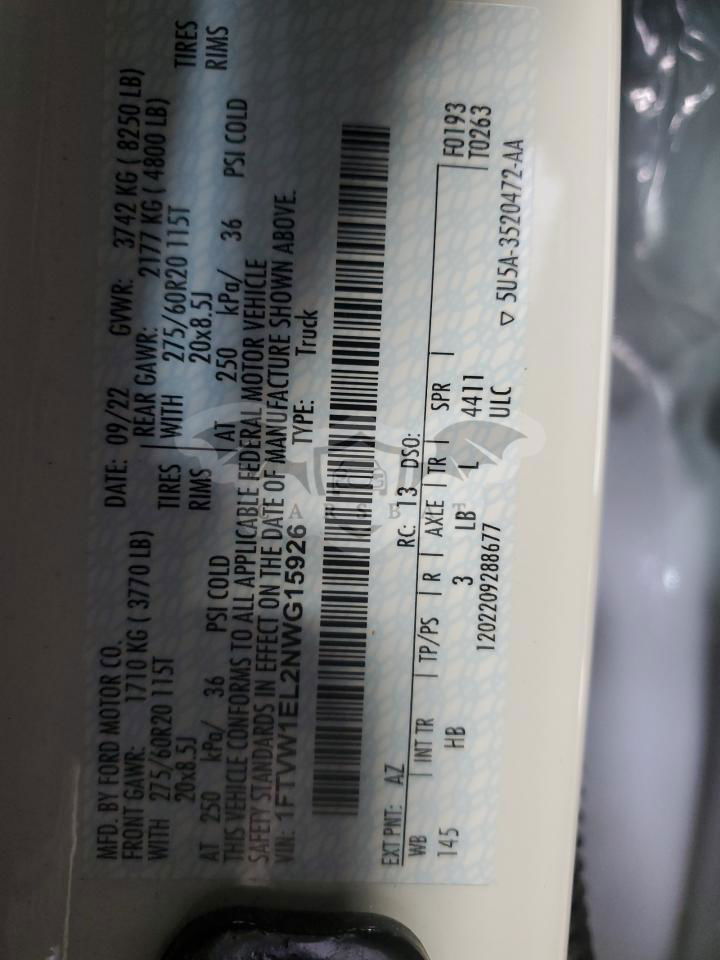 MFD. BY FORD MOTOR CO. DATE: 09/22 GVWR: 3742 KG ( 8250 LB)
FRONT GAWR: 1710 KG ( 3770 LB) REAR GAWR: 2177 KG ( 4800 LB)
WITH 275/60R20 115T TIRES WITH 275/60R20 115T TIRES
20x8.5J RIMS 20x8.5J RIMS
AT 250 kPa/ 36 PSI COLD AT 250 kPa/ 36 PSI COLD
THIS VEHICLE CONFORMS TO ALL APPLICABLE FEDERAL MOTOR VEHICLE
SAFETY STANDARDS IN EFFECT ON THE DATE OF MANUFACTURE SHOWN ABOVE.
VIN: 1FTVW1EL2NWG15926 TYPE: Truck
CARSBAT
EXT PNT: AZ RC: 13 DSO: F0193
WB INT TR TP/PS R AXLE TR SPR T0263
145 HB 3 LB L 4411
1202209288677 ULC
▽ 5U5A-3520472-AA